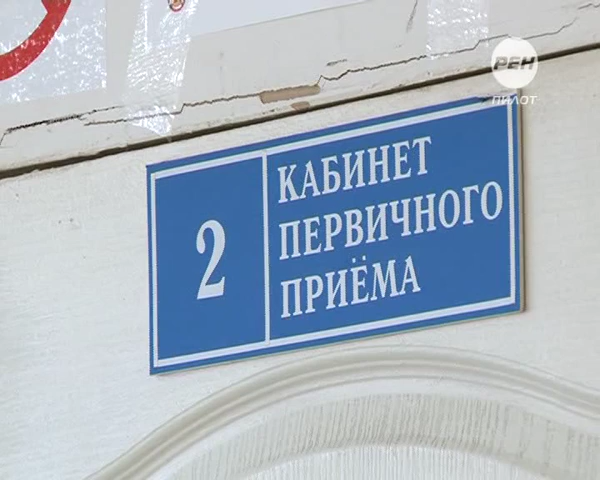 РЕН
ПИЛОТ
2
КАБИНЕТ
ПЕРВИЧНОГО
ПРИЁМА